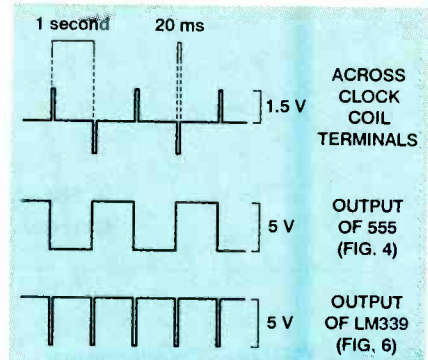 1 second 20 ms
1.5 V
ACROSS
CLOCK
COIL
TERMINALS
5 V
OUTPUT
OF 555
(FIG. 4)
5 V
OUTPUT
OF LM339
(FIG. 6)